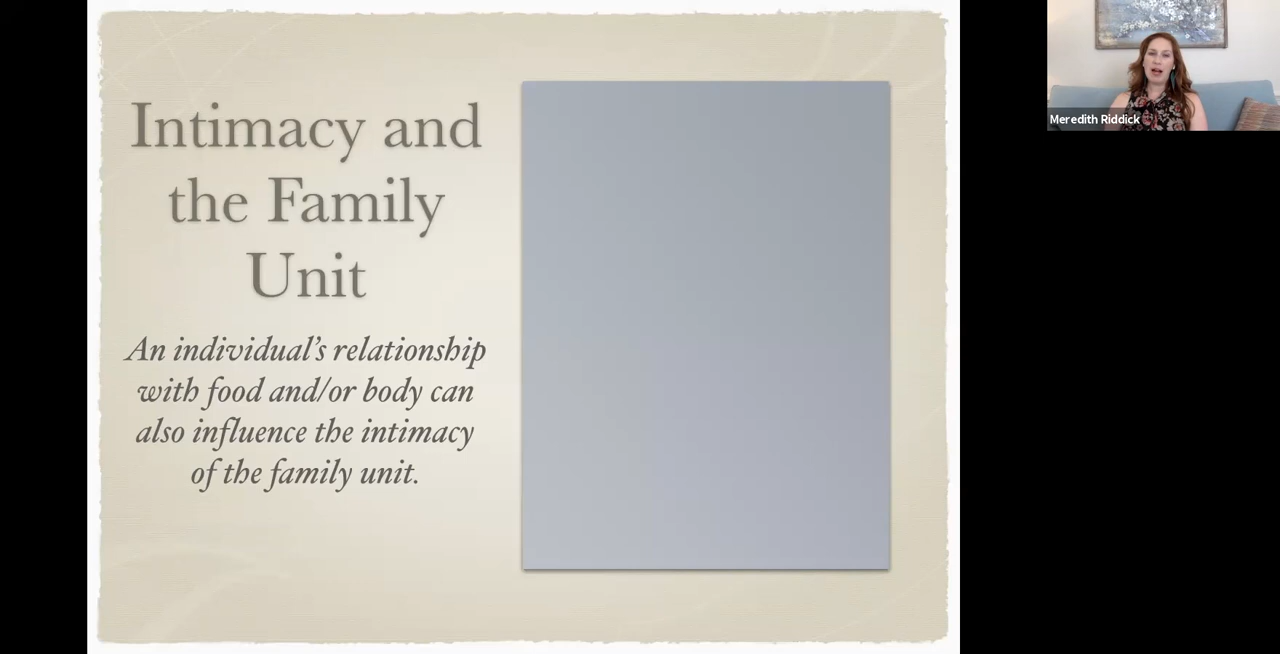 Intimacy and
the Family
Unit
An individual’s relationship
with food and/or body can
also influence the intimacy
of the family unit.
Meredith Riddick